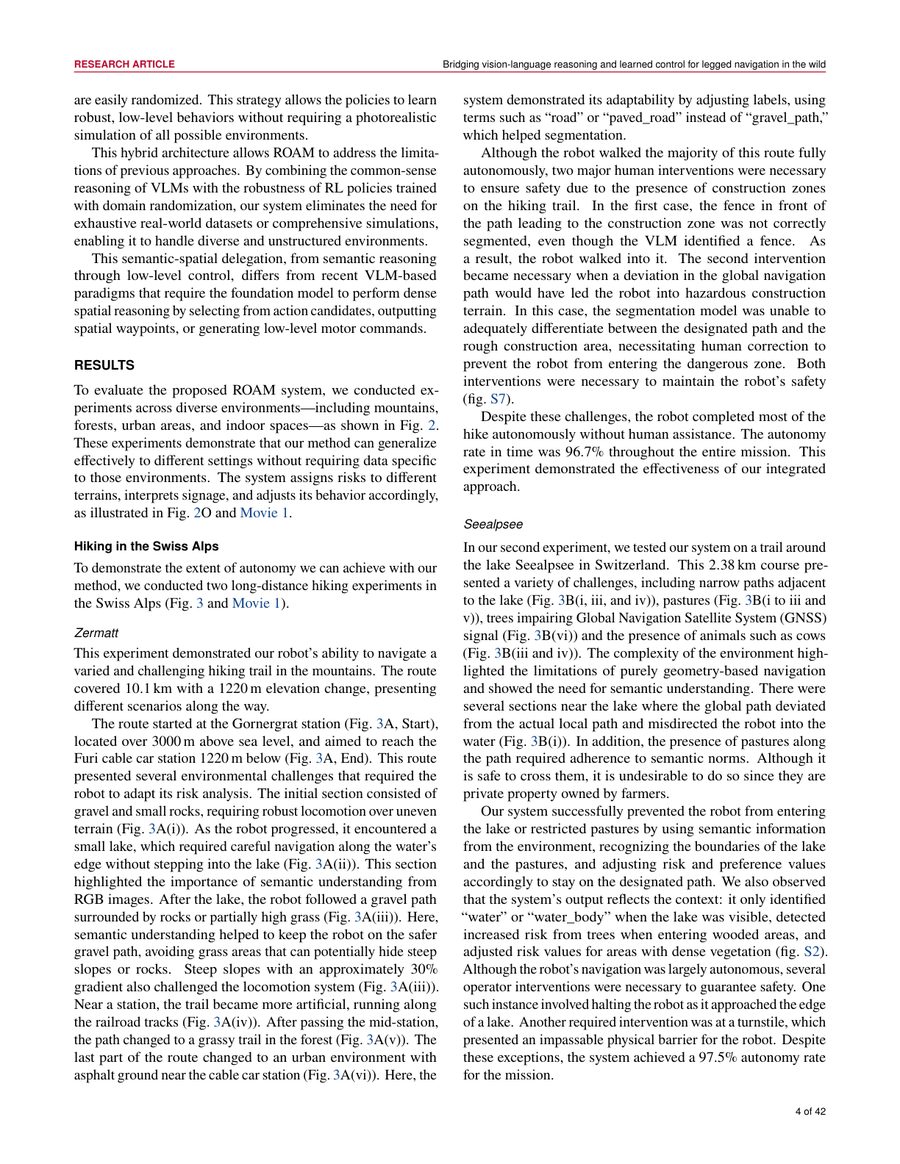 RESEARCH ARTICLE
Bridging vision-language reasoning and learned control for legged navigation in the wild
are easily randomized. This strategy allows the policies to learn
robust, low-level behaviors without requiring a photorealistic
simulation of all possible environments.
This hybrid architecture allows ROAM to address the limita-
tions of previous approaches. By combining the common-sense
reasoning of VLMs with the robustness of RL policies trained
with domain randomization, our system eliminates the need for
exhaustive real-world datasets or comprehensive simulations,
enabling it to handle diverse and unstructured environments.
This semantic-spatial delegation, from semantic reasoning
through low-level control, differs from recent VLM-based
paradigms that require the foundation model to perform dense
spatial reasoning by selecting from action candidates, outputting
spatial waypoints, or generating low-level motor commands.
RESULTS
To evaluate the proposed ROAM system, we conducted ex-
periments across diverse environments—including mountains,
forests, urban areas, and indoor spaces—as shown in Fig. 2.
These experiments demonstrate that our method can generalize
effectively to different settings without requiring data specific
to those environments. The system assigns risks to different
terrains, interprets signage, and adjusts its behavior accordingly,
as illustrated in Fig. 2O and Movie 1.
Hiking in the Swiss Alps
To demonstrate the extent of autonomy we can achieve with our
method, we conducted two long-distance hiking experiments in
the Swiss Alps (Fig. 3 and Movie 1).
Zermatt
This experiment demonstrated our robot's ability to navigate a
varied and challenging hiking trail in the mountains. The route
covered 10.1 km with a 1220 m elevation change, presenting
different scenarios along the way.
The route started at the Gornergrat station (Fig. 3A, Start),
located over 3000 m above sea level, and aimed to reach the
Furi cable car station 1220 m below (Fig. 3A, End). This route
presented several environmental challenges that required the
robot to adapt its risk analysis. The initial section consisted of
gravel and small rocks, requiring robust locomotion over uneven
terrain (Fig. 3A(i)). As the robot progressed, it encountered a
small lake, which required careful navigation along the water's
edge without stepping into the lake (Fig. 3A(ii)). This section
highlighted the importance of semantic understanding from
RGB images. After the lake, the robot followed a gravel path
surrounded by rocks or partially high grass (Fig. 3A(iii)). Here,
semantic understanding helped to keep the robot on the safer
gravel path, avoiding grass areas that can potentially hide steep
slopes or rocks. Steep slopes with an approximately 30%
gradient also challenged the locomotion system (Fig. 3A(iii)).
Near a station, the trail became more artificial, running along
the railroad tracks (Fig. 3A(iv)). After passing the mid-station,
the path changed to a grassy trail in the forest (Fig. 3A(v)). The
last part of the route changed to an urban environment with
asphalt ground near the cable car station (Fig. 3A(vi)). Here, the
system demonstrated its adaptability by adjusting labels, using
terms such as “road” or “paved_road” instead of “gravel_path,”
which helped segmentation.
Although the robot walked the majority of this route fully
autonomously, two major human interventions were necessary
to ensure safety due to the presence of construction zones
on the hiking trail. In the first case, the fence in front of
the path leading to the construction zone was not correctly
segmented, even though the VLM identified a fence. As
a result, the robot walked into it. The second intervention
became necessary when a deviation in the global navigation
path would have led the robot into hazardous construction
terrain. In this case, the segmentation model was unable to
adequately differentiate between the designated path and the
rough construction area, necessitating human correction to
prevent the robot from entering the dangerous zone. Both
interventions were necessary to maintain the robot's safety
(fig. S7).
Despite these challenges, the robot completed most of the
hike autonomously without human assistance. The autonomy
rate in time was 96.7% throughout the entire mission. This
experiment demonstrated the effectiveness of our integrated
approach.
Seealpsee
In our second experiment, we tested our system on a trail around
the lake Seealpsee in Switzerland. This 2.38 km course pre-
sented a variety of challenges, including narrow paths adjacent
to the lake (Fig. 3B(i, iii, and iv)), pastures (Fig. 3B(i to iii and
v)), trees impairing Global Navigation Satellite System (GNSS)
signal (Fig. 3B(vi)) and the presence of animals such as cows
(Fig. 3B(iii and iv)). The complexity of the environment high-
lighted the limitations of purely geometry-based navigation
and showed the need for semantic understanding. There were
several sections near the lake where the global path deviated
from the actual local path and misdirected the robot into the
water (Fig. 3B(i)). In addition, the presence of pastures along
the path required adherence to semantic norms. Although it
is safe to cross them, it is undesirable to do so since they are
private property owned by farmers.
Our system successfully prevented the robot from entering
the lake or restricted pastures by using semantic information
from the environment, recognizing the boundaries of the lake
and the pastures, and adjusting risk and preference values
accordingly to stay on the designated path. We also observed
that the system's output reflects the context: it only identified
“water” or “water_body” when the lake was visible, detected
increased risk from trees when entering wooded areas, and
adjusted risk values for areas with dense vegetation (fig. S2).
Although the robot's navigation was largely autonomous, several
operator interventions were necessary to guarantee safety. One
such instance involved halting the robot as it approached the edge
of a lake. Another required intervention was at a turnstile, which
presented an impassable physical barrier for the robot. Despite
these exceptions, the system achieved a 97.5% autonomy rate
for the mission.
4 of 42